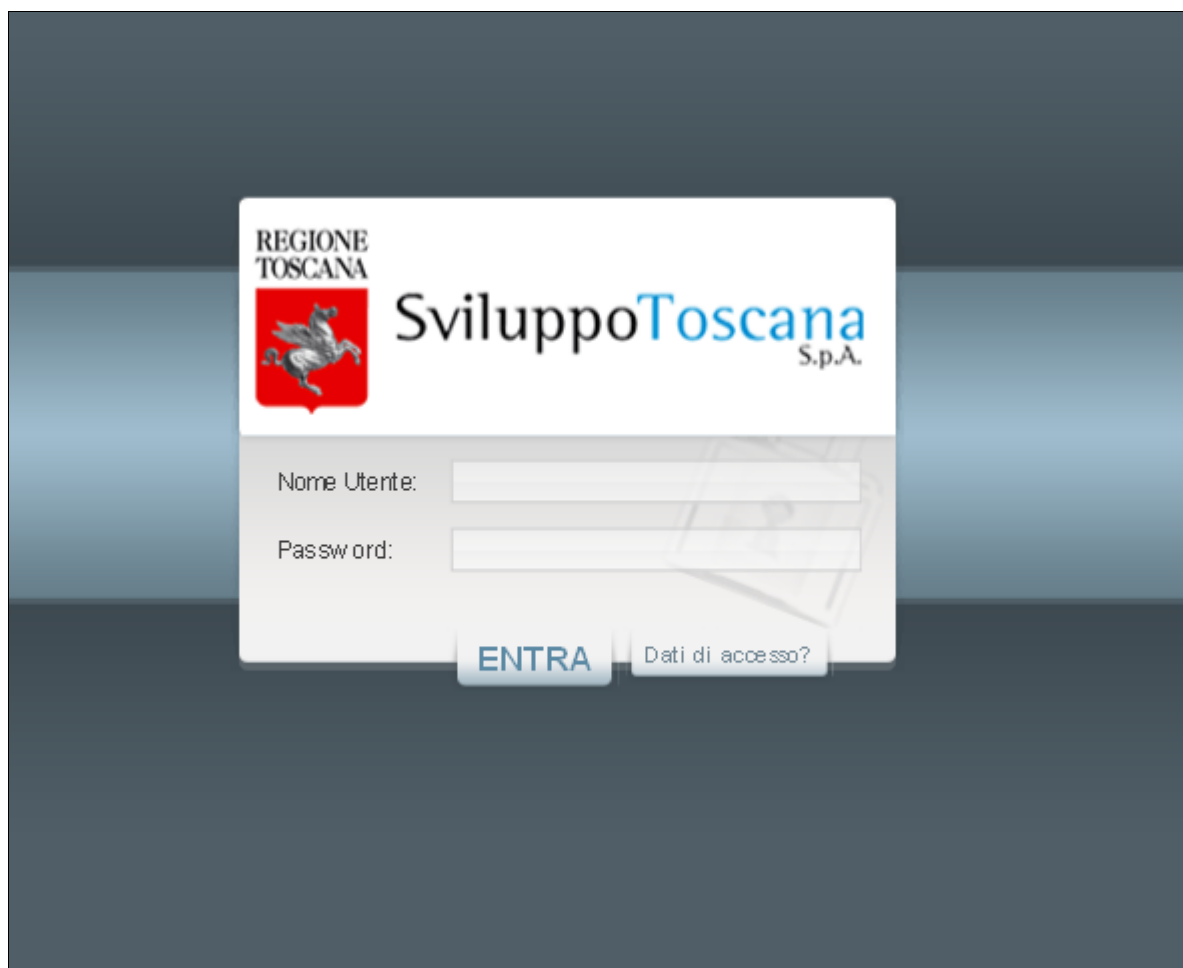 REGIONE
TOSCANA
SviluppoToscana
S.p.A.
Nome Utente:
Password:
ENTRA Dati di accesso?